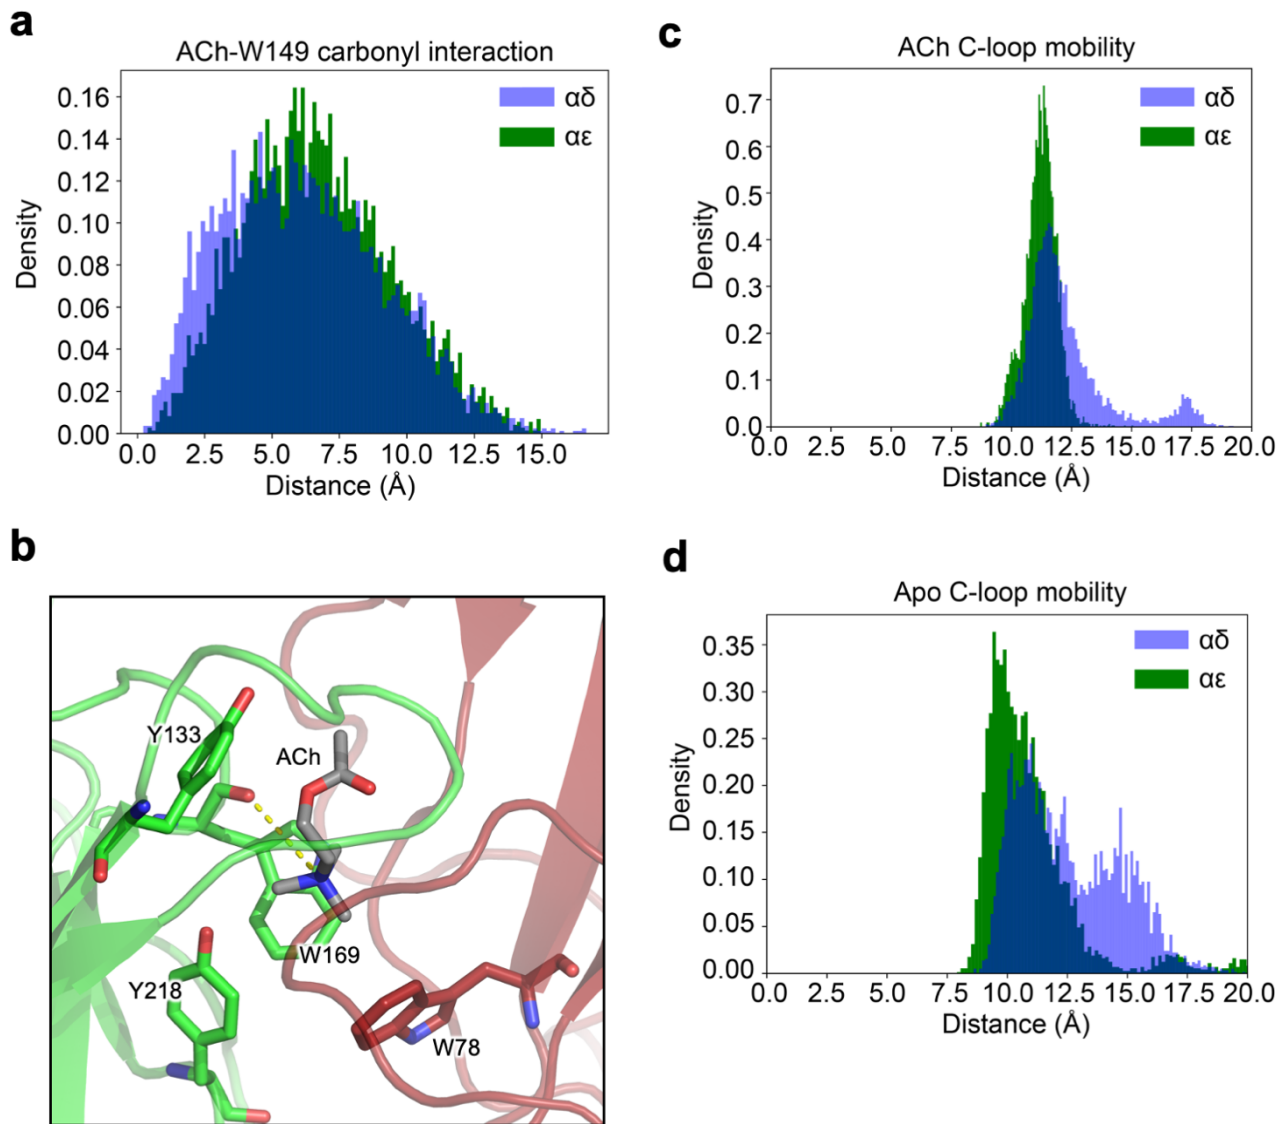 a
ACh-W149 carbonyl interaction
αδ
αε
0.16
0.14
0.12
0.10
0.08
0.06
0.04
0.02
0.00
Density
0.0 2.5 5.0 7.5 10.0 12.5 15.0
Distance (Å)
b
Y133
ACh
W169
Y218
W78
c
ACh C-loop mobility
αδ
αε
0.7
0.6
0.5
0.4
0.3
0.2
0.1
0.0
Density
0.0 2.5 5.0 7.5 10.0 12.5 15.0 17.5 20.0
Distance (Å)
d
Apo C-loop mobility
αδ
αε
0.35
0.30
0.25
0.20
0.15
0.10
0.05
0.00
Density
0.0 2.5 5.0 7.5 10.0 12.5 15.0 17.5 20.0
Distance (Å)